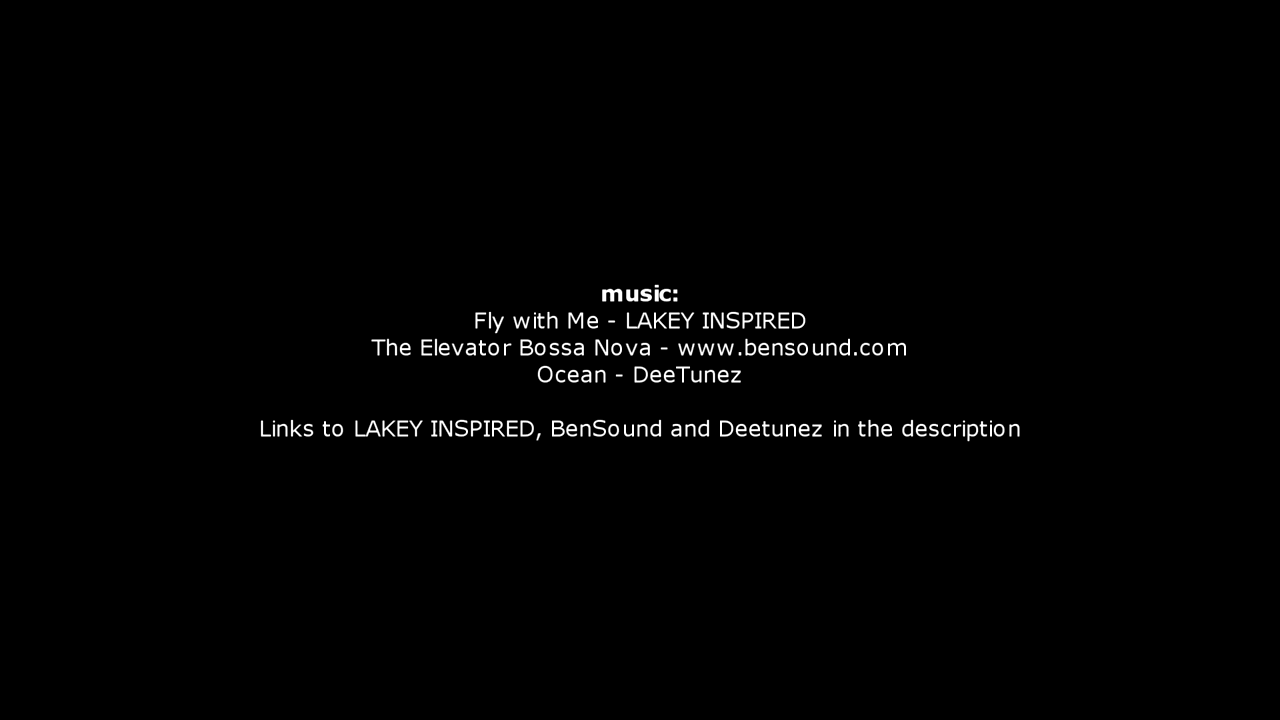 music:
Fly with Me - LAKEY INSPIRED
The Elevator Bossa Nova - www.bensound.com
Ocean - DeeTunez
Links to LAKEY INSPIRED, BenSound and Deetunez in the description